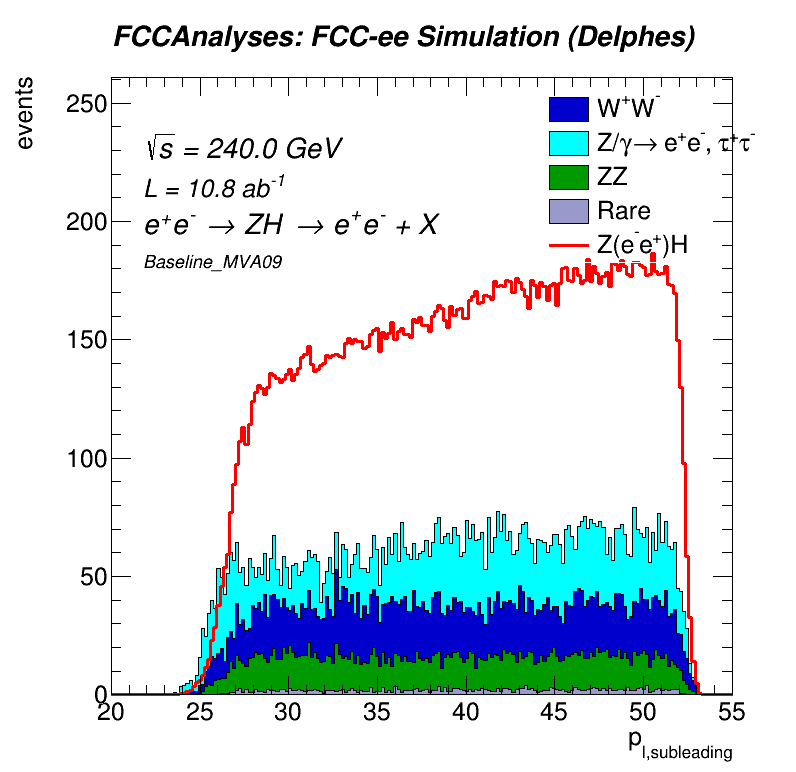 FCCAnalyses: FCC-ee Simulation (Delphes)
events
√s = 240.0 GeV
L = 10.8 ab⁻¹
e⁺e⁻ → ZH → e⁺e⁻ + X
Baseline_MVA09
W⁺W⁻
Z/γ→ e⁺e⁻, τ⁺τ⁻
ZZ
Rare
Z(e⁻e⁺)H
250
200
150
100
50
0
20 25 30 35 40 45 50 55
p_l,subleading